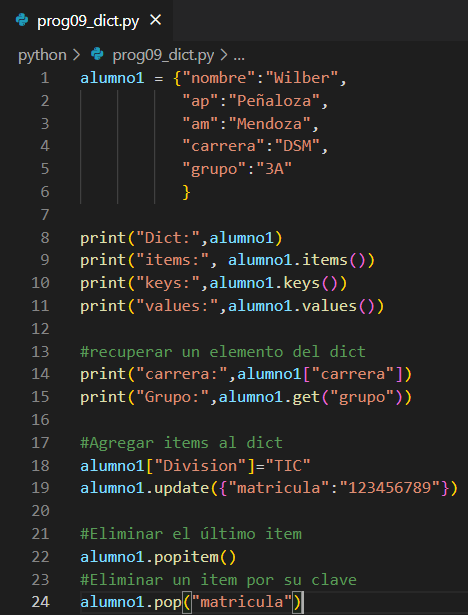 prog09_dict.py ×
python > prog09_dict.py > ...
1 alumno1 = {"nombre":"Wilber",
2 "ap":"Peñaloza",
3 "am":"Mendoza",
4 "carrera":"DSM",
5 "grupo":"3A"
6 }
7
8 print("Dict:",alumno1)
9 print("items:", alumno1.items())
10 print("keys:",alumno1.keys())
11 print("values:",alumno1.values())
12
13 #recuperar un elemento del dict
14 print("carrera:",alumno1["carrera"])
15 print("Grupo:",alumno1.get("grupo"))
16
17 #Agregar items al dict
18 alumno1["Division"]="TIC"
19 alumno1.update({"matricula":"123456789"})
20
21 #Eliminar el último item
22 alumno1.popitem()
23 #Eliminar un item por su clave
24 alumno1.pop("matricula")